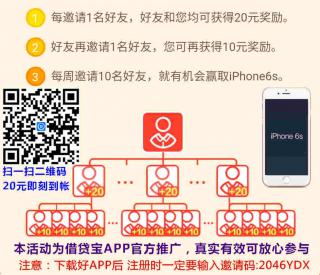 1 每邀请1名好友，好友和您均可获得20元奖励。
2 好友再邀请1名好友，您可再获得10元奖励。
3 每周邀请10名好友，就有机会赢取iPhone6s。
扫一扫二维码
20元即刻到帐
iPhone 6s
+20 +20 +20
+10 +10 +10 +10 +10 +10 +10 +10 +10
本活动为借贷宝APP官方推广，真实有效可放心参与
注意：下载好APP后 注册时一定要输入邀请码:2046YDX